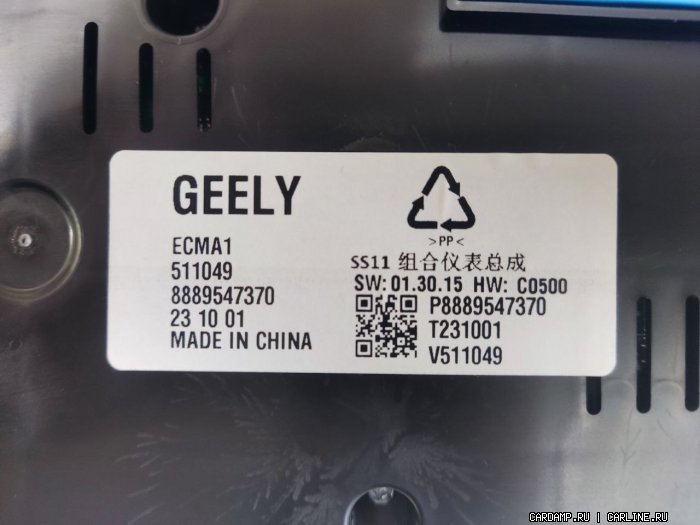 GEELY
ECMA1
511049
8889547370
23 10 01
MADE IN CHINA
>PP<
SS11 组合仪表总成
SW: 01.30.15 HW: C0500
P8889547370
T231001
V511049
CARDAMP.RU | CARLINE.RU